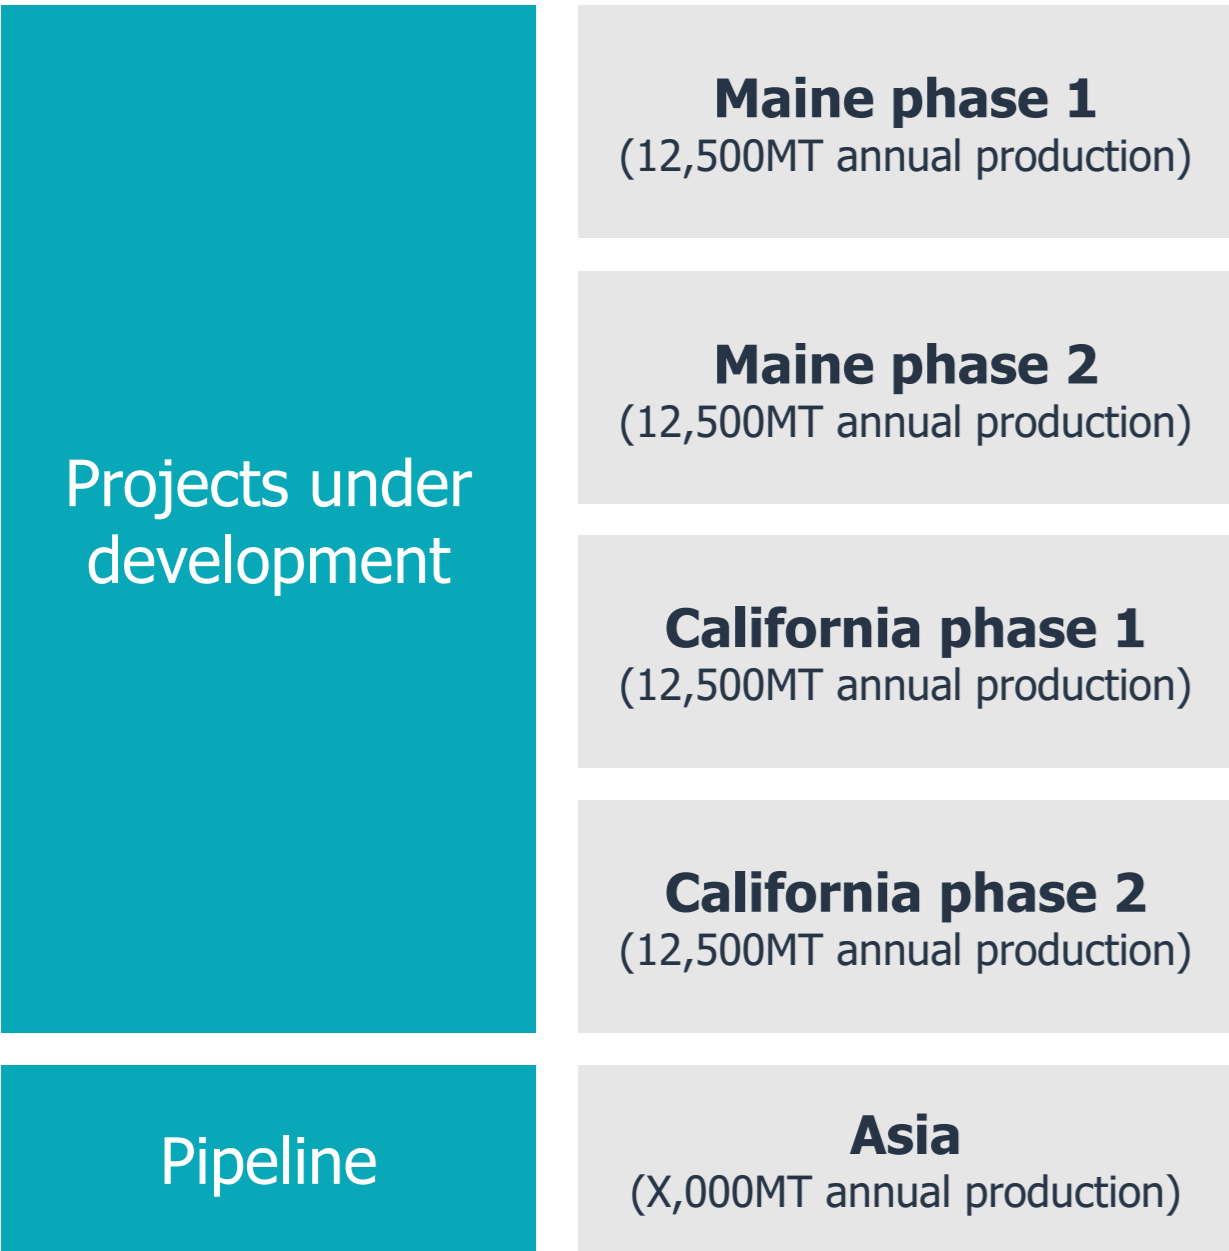 Projects under
development
Maine phase 1
(12,500MT annual production)
Maine phase 2
(12,500MT annual production)
California phase 1
(12,500MT annual production)
California phase 2
(12,500MT annual production)
Pipeline
Asia
(X,000MT annual production)